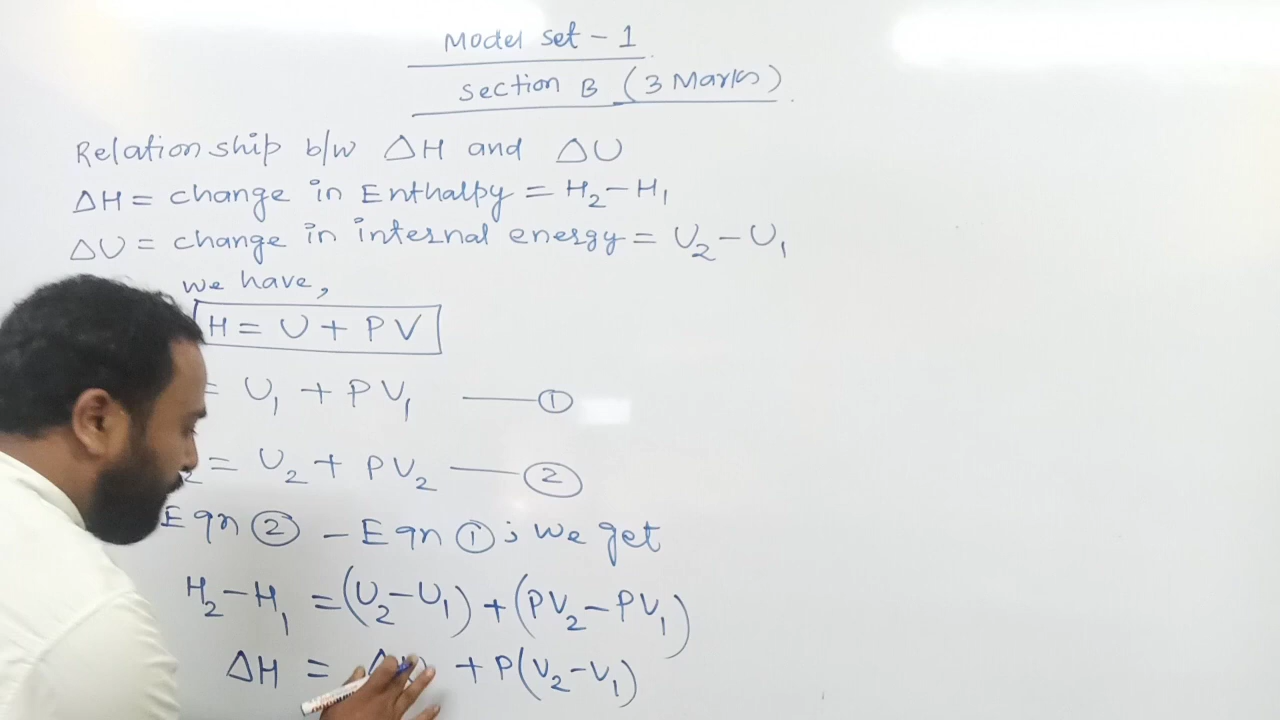 Model set - 1
section B (3 Marks)
Relationship b/w ΔH and ΔU
ΔH = change in Enthalpy = H₂ - H₁
ΔU = change in internal energy = U₂ - U₁
we have,
H = U + PV
= U₁ + PV₁ —— ①
₂ = U₂ + PV₂ —— ②
Eqn ② - Eqn ① ; we get
H₂ - H₁ = (U₂ - U₁) + (PV₂ - PV₁)
ΔH = + P(V₂ - V₁)